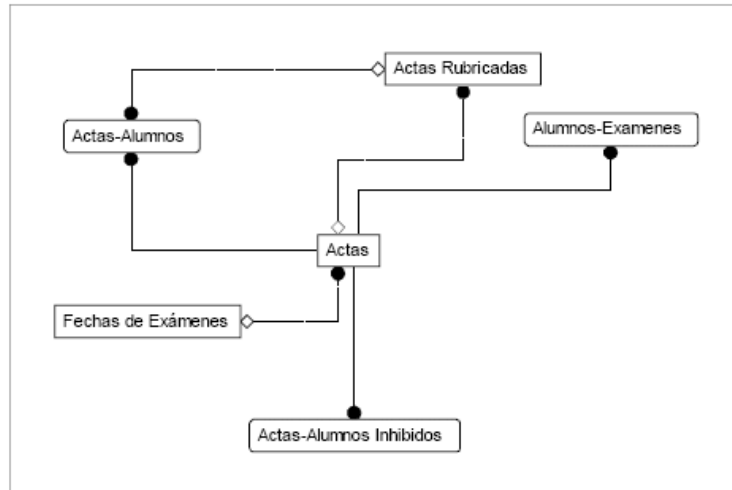 Actas Rubricadas
Actas-Alumnos
Alumnos-Examenes
Actas
Fechas de Exámenes
Actas-Alumnos Inhibidos